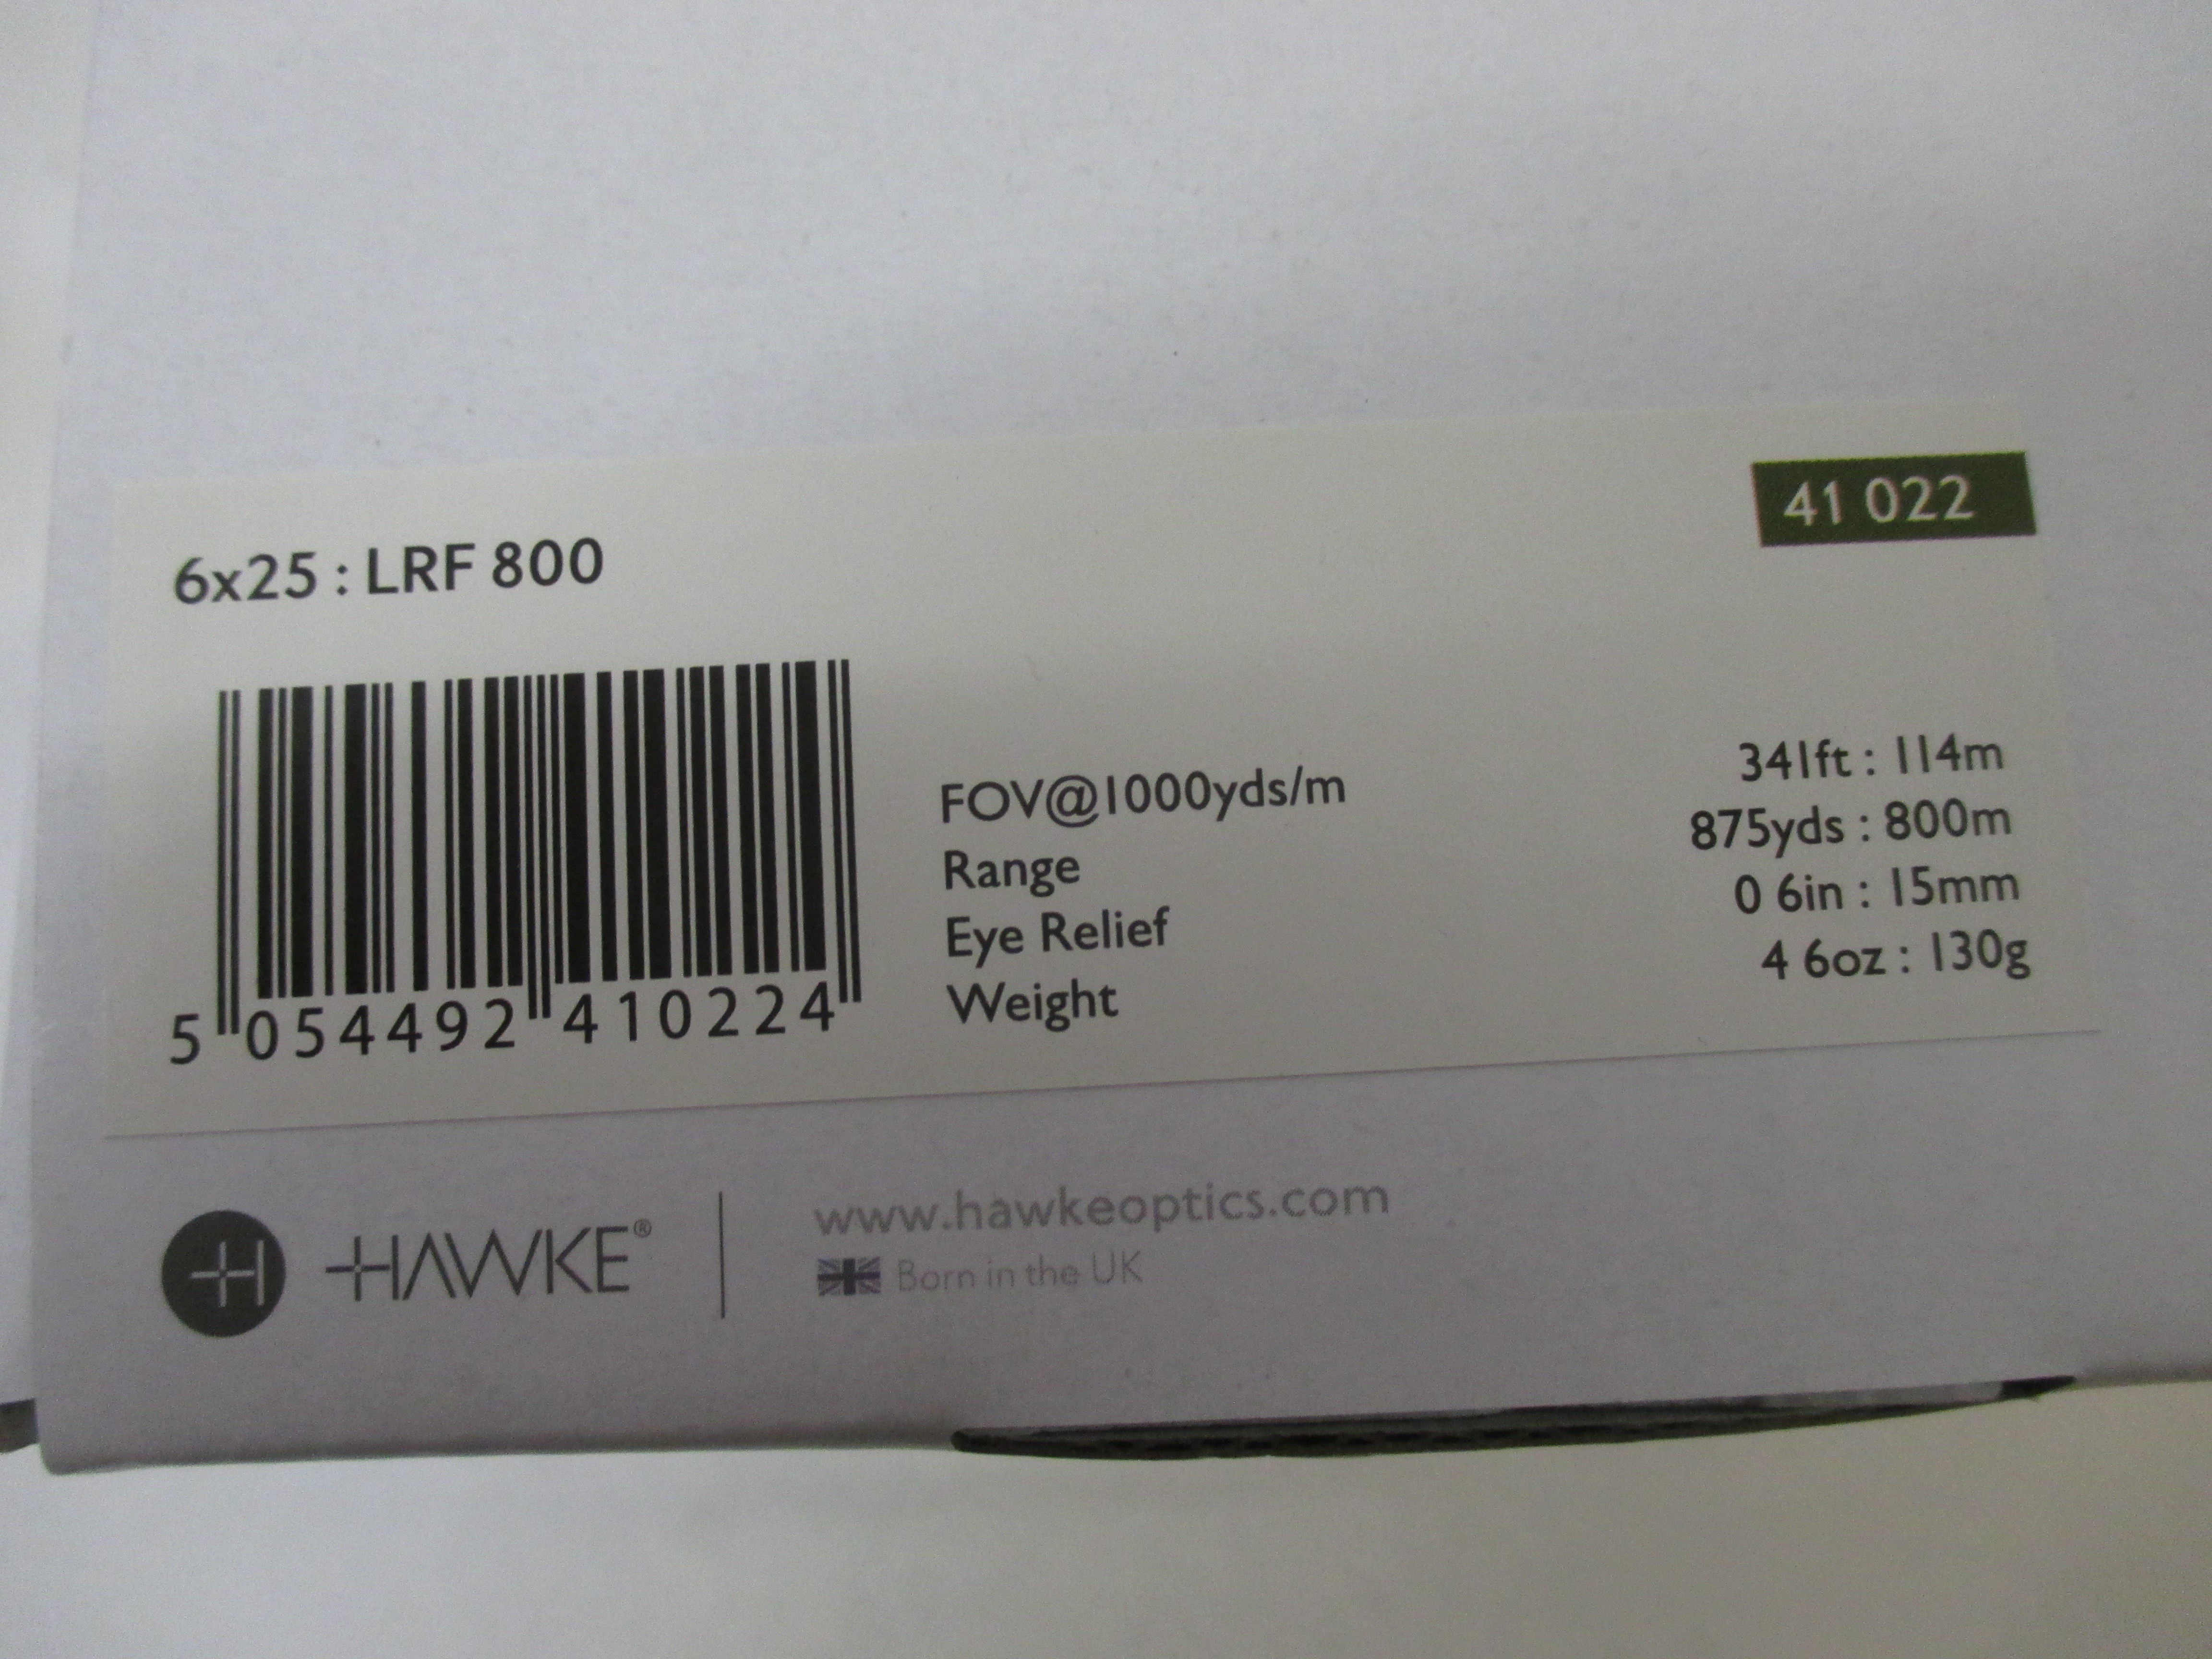 41 022
6x25 : LRF 800
FOV@1000yds/m 341ft : 114m
Range 875yds : 800m
Eye Relief 0 6in : 15mm
Weight 4 6oz : 130g
5 054492 410224
H HAWKE®
www.hawkeoptics.com
Born in the UK